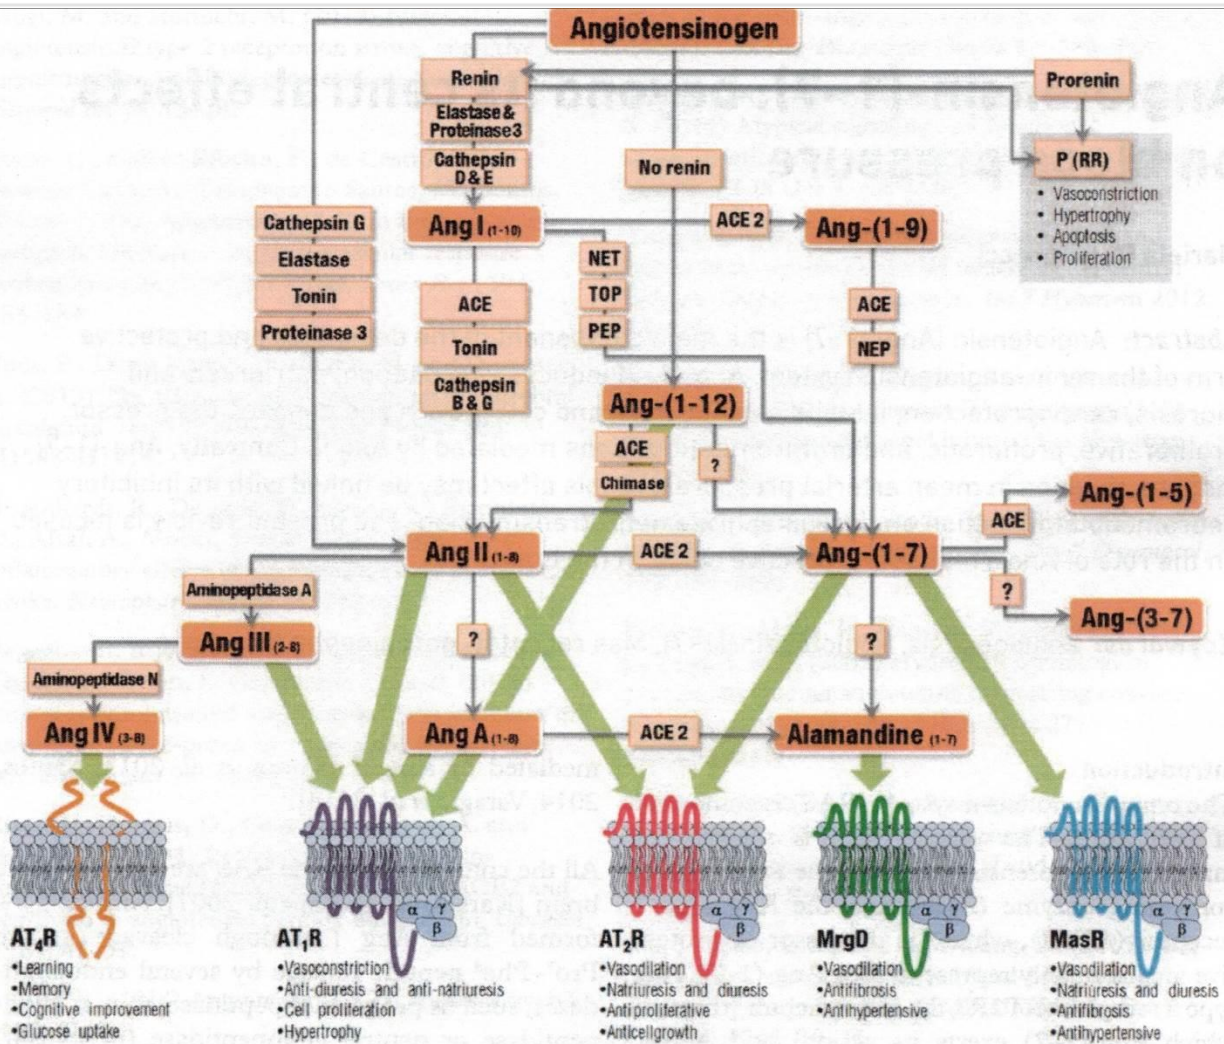 Angiotensinogen
Renin
Prorenin
Elastase &
Proteinase 3
Cathepsin
D & E
No renin
P (RR)
• Vasoconstriction
• Hypertrophy
• Apoptosis
• Proliferation
Cathepsin G
Elastase
Tonin
Proteinase 3
Ang I (1-10)
ACE 2
Ang-(1-9)
NET
TOP
PEP
ACE
Tonin
Cathepsin
B & G
ACE
NEP
Ang-(1-12)
ACE
Chimase
?
Ang-(1-5)
ACE
Ang II (1-8)
ACE 2
Ang-(1-7)
?
Ang-(3-7)
Aminopeptidase A
Ang III (2-8)
?
?
Aminopeptidase N
Ang IV (3-8)
Ang A (1-8)
ACE 2
Alamandine (1-7)
α γ
β
α γ
β
α γ
β
α γ
β
AT4R
•Learning
•Memory
•Cognitive improvement
•Glucose uptake
AT1R
•Vasoconstriction
•Anti-diuresis and anti-natriuresis
•Cell proliferation
•Hypertrophy
AT2R
•Vasodilation
•Natriuresis and diuresis
•Antiproliferative
•Anticellgrowth
MrgD
•Vasodilation
•Antifibrosis
•Antihypertensive
MasR
•Vasodilation
•Natriuresis and diuresis
•Antifibrosis
•Antihypertensive